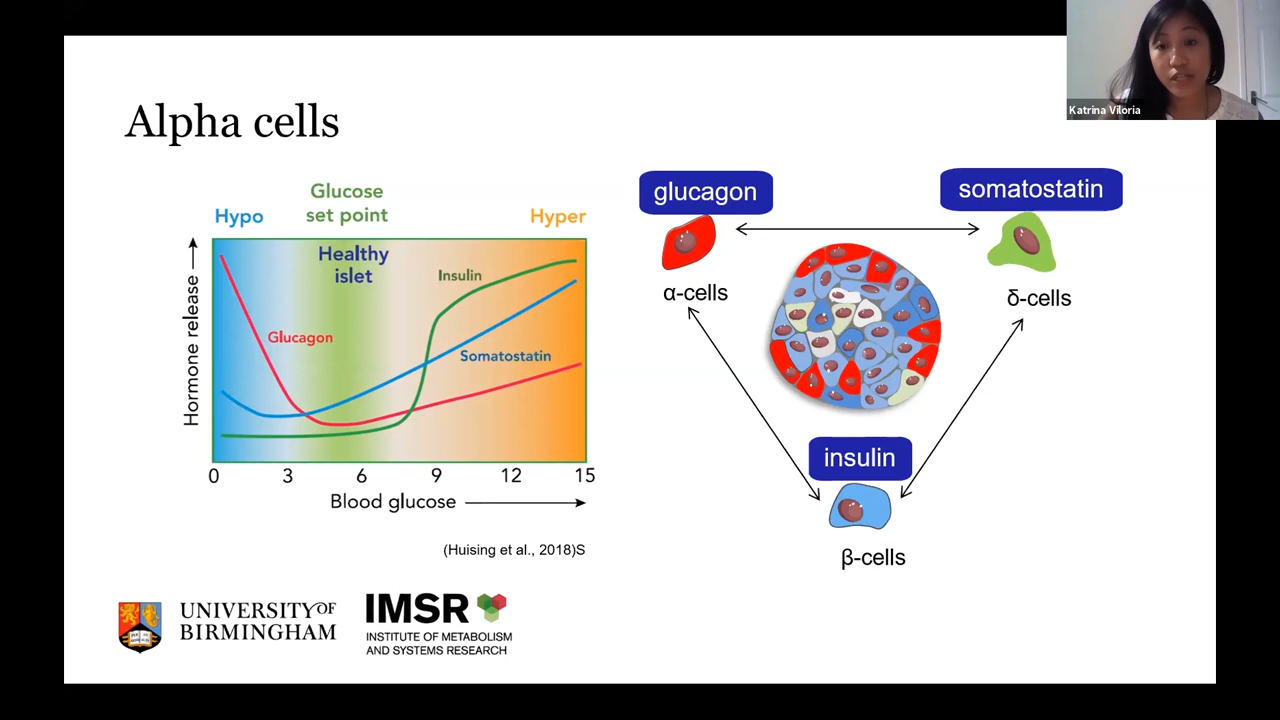 Katrina Viloria
Alpha cells
Glucose
set point
Hypo
Hyper
Healthy
islet
Insulin
Glucagon
Somatostatin
Hormone release
0 3 6 9 12 15
Blood glucose
(Huising et al., 2018)S
glucagon
somatostatin
α-cells
δ-cells
insulin
β-cells
UNIVERSITY OF
BIRMINGHAM
IMSR
INSTITUTE OF METABOLISM
AND SYSTEMS RESEARCH